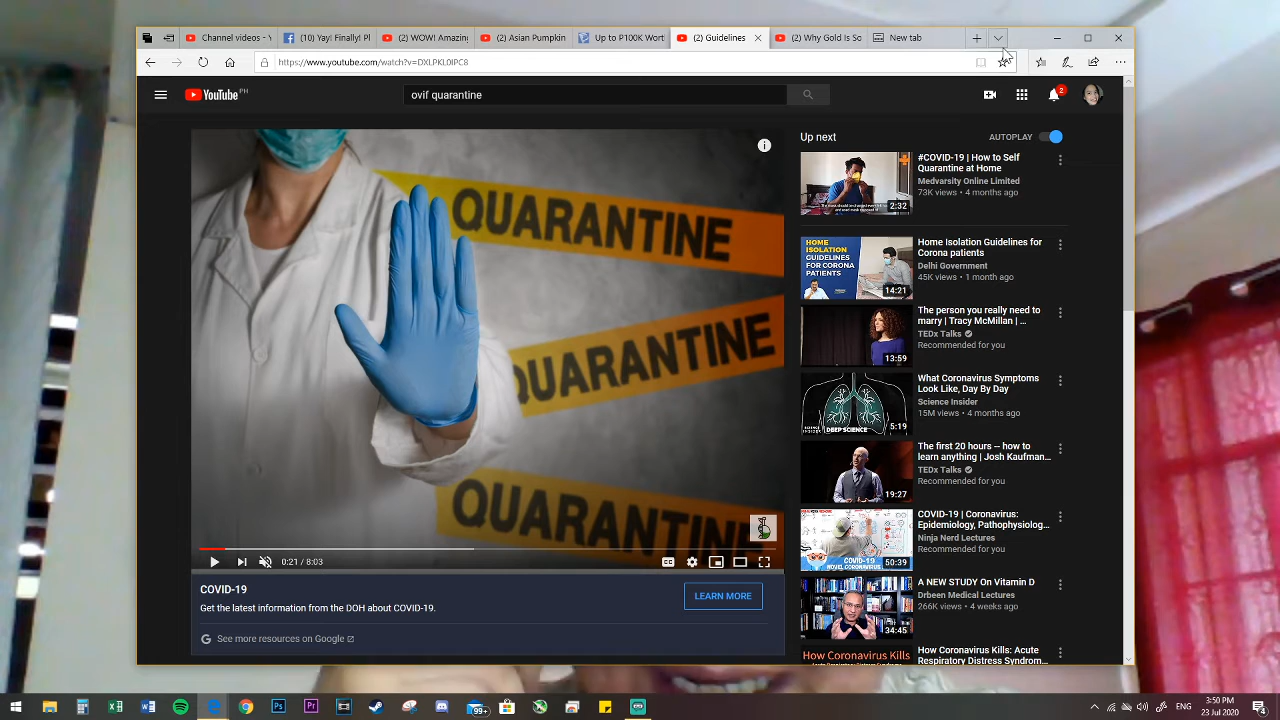 Channel videos - Y
(10) Yay! Finally! Pl
(2) WOW! Amazing
(2) Asian Pumpkin
Up to P100K Wort
(2) Guidelines
(2) Why Gold Is So
New tab
https://www.youtube.com/watch?v=DXLPKL0IPC8
YouTube PH
ovif quarantine
2
QUARANTINE
QUARANTINE
QUARANTINE
0:21 / 8:03
COVID-19
Get the latest information from the DOH about COVID-19.
LEARN MORE
See more resources on Google
Up next
AUTOPLAY
2:32
#COVID-19 | How to Self
Quarantine at Home
Medvarsity Online Limited
73K views • 4 months ago
HOME
ISOLATION
GUIDELINES
FOR CORONA
PATIENTS
14:21
Home Isolation Guidelines for
Corona patients
Delhi Government
45K views • 1 month ago
13:59
The person you really need to
marry | Tracy McMillan | ...
TEDx Talks
Recommended for you
DEEP SCIENCE
5:19
What Coronavirus Symptoms
Look Like, Day By Day
Science Insider
15M views • 4 months ago
19:27
The first 20 hours -- how to
learn anything | Josh Kaufman...
TEDx Talks
Recommended for you
COVID-19
NOVEL CORONAVIRUS
50:39
COVID-19 | Coronavirus:
Epidemiology, Pathophysiolog...
Ninja Nerd Lectures
Recommended for you
34:45
A NEW STUDY On Vitamin D
Drbeen Medical Lectures
266K views • 4 weeks ago
How Coronavirus Kills
How Coronavirus Kills: Acute
Respiratory Distress Syndrom...
99+
ENG
3:50 PM
23 Jul 2020